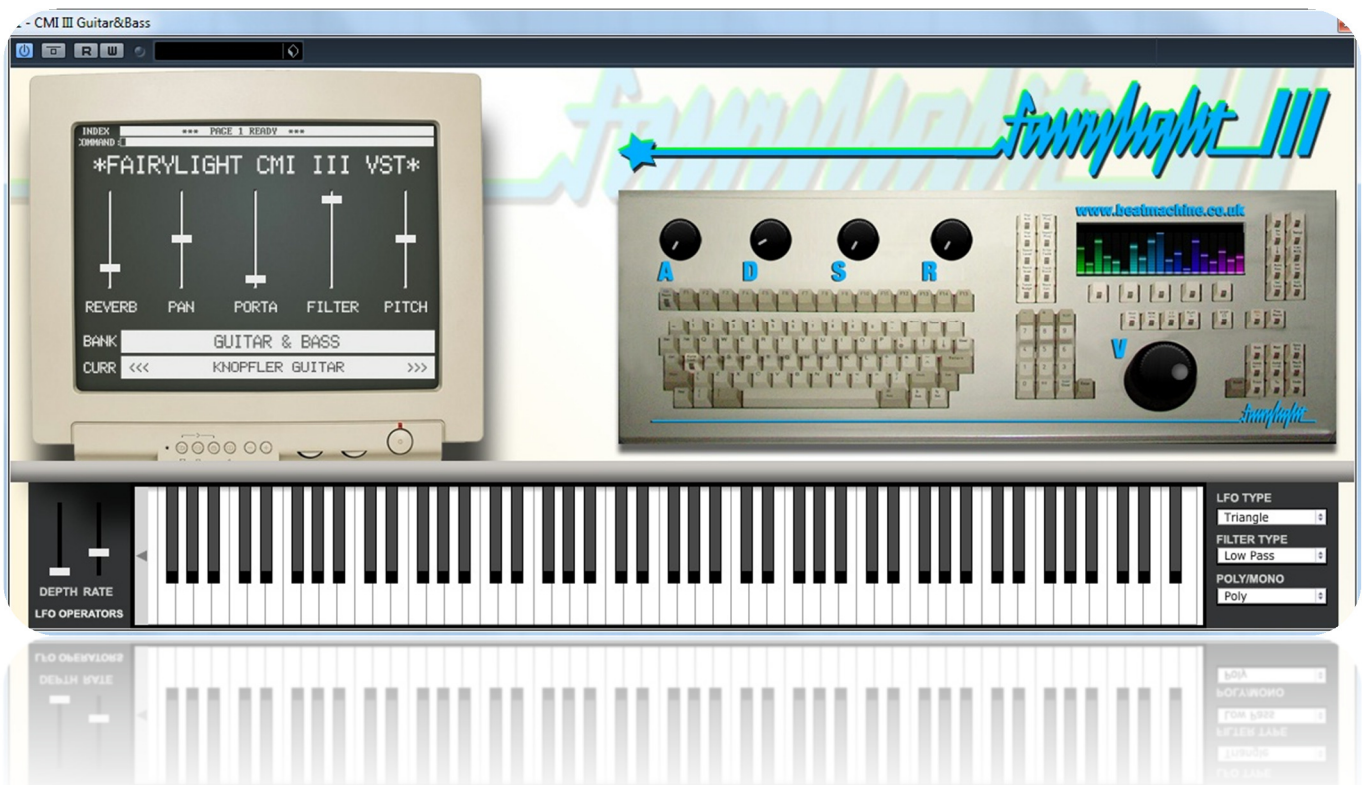 - CMI III Guitar&Bass
R W
fairylight III
INDEX *** PAGE 1 READY ***
COMMAND:
*FAIRYLIGHT CMI III VST*
REVERB PAN PORTA FILTER PITCH
BANK GUITAR & BASS
CURR <<< KNOPFLER GUITAR >>>
www.beatmachine.co.uk
A D S R
V
fairylight
DEPTH RATE
LFO OPERATORS
LFO TYPE
Triangle
FILTER TYPE
Low Pass
POLY/MONO
Poly